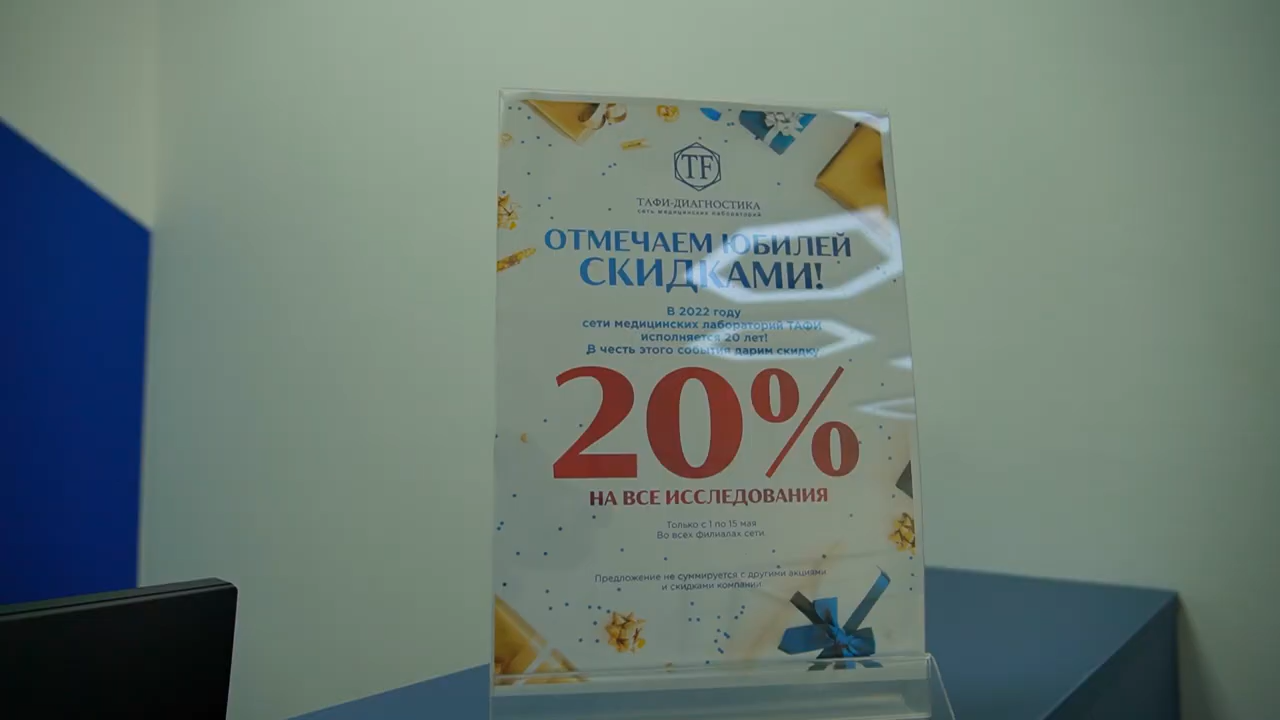 TF
ТАФИ-ДИАГНОСТИКА
сеть медицинских лабораторий
ОТМЕЧАЕМ ЮБИЛЕЙ
СКИДКАМИ!
В 2022 году
сети медицинских лабораторий ТАФИ
исполняется 20 лет!
В честь этого события дарим скидку
20%
НА ВСЕ ИССЛЕДОВАНИЯ
Только с 1 по 15 мая
Во всех филиалах сети.
Предложение не суммируется с другими акциями
и скидками компании